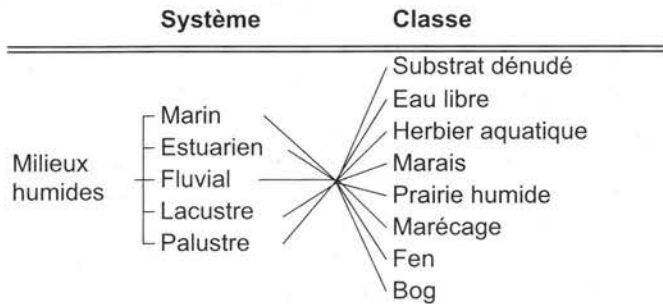 Système
Classe
Milieux
humides
Marin
Estuarien
Fluvial
Lacustre
Palustre
Substrat dénudé
Eau libre
Herbier aquatique
Marais
Prairie humide
Marécage
Fen
Bog